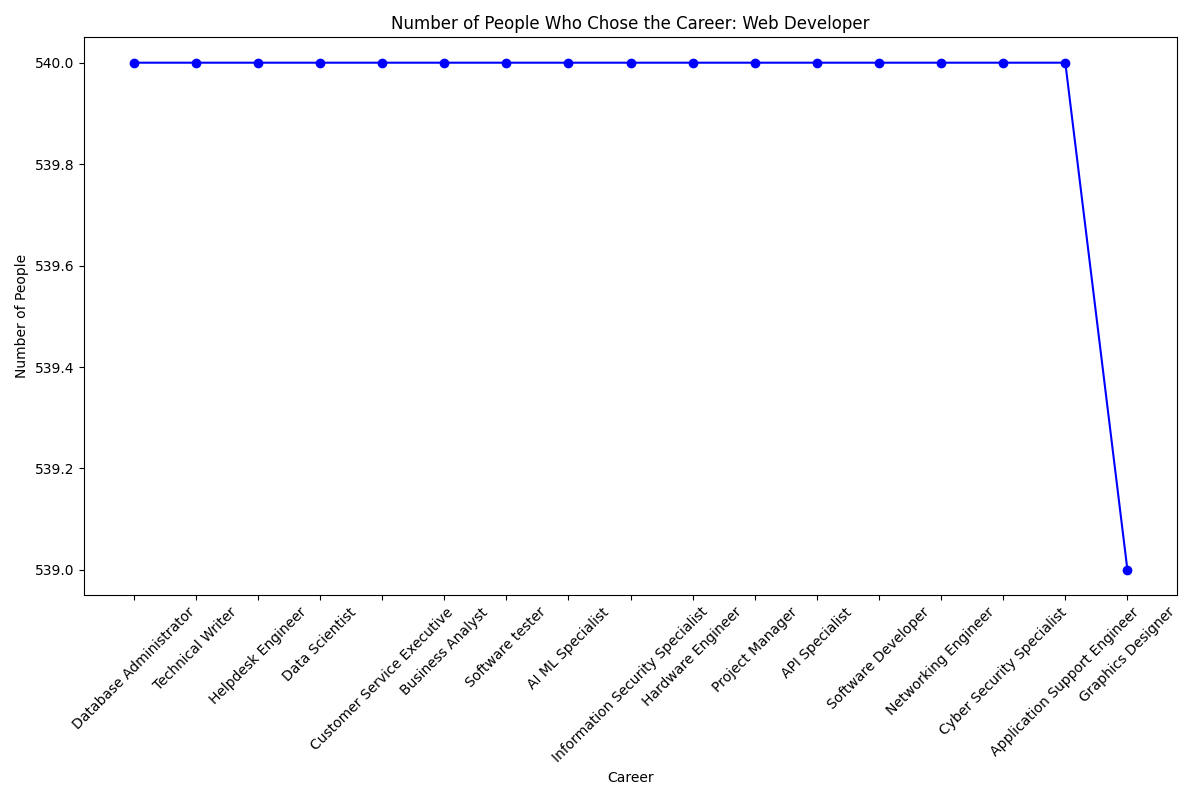 Number of People Who Chose the Career: Web Developer
Number of People
540.0
539.8
539.6
539.4
539.2
539.0
Database Administrator
Technical Writer
Helpdesk Engineer
Data Scientist
Customer Service Executive
Business Analyst
Software tester
AI ML Specialist
Information Security Specialist
Hardware Engineer
Project Manager
API Specialist
Software Developer
Networking Engineer
Cyber Security Specialist
Application Support Engineer
Graphics Designer
Career